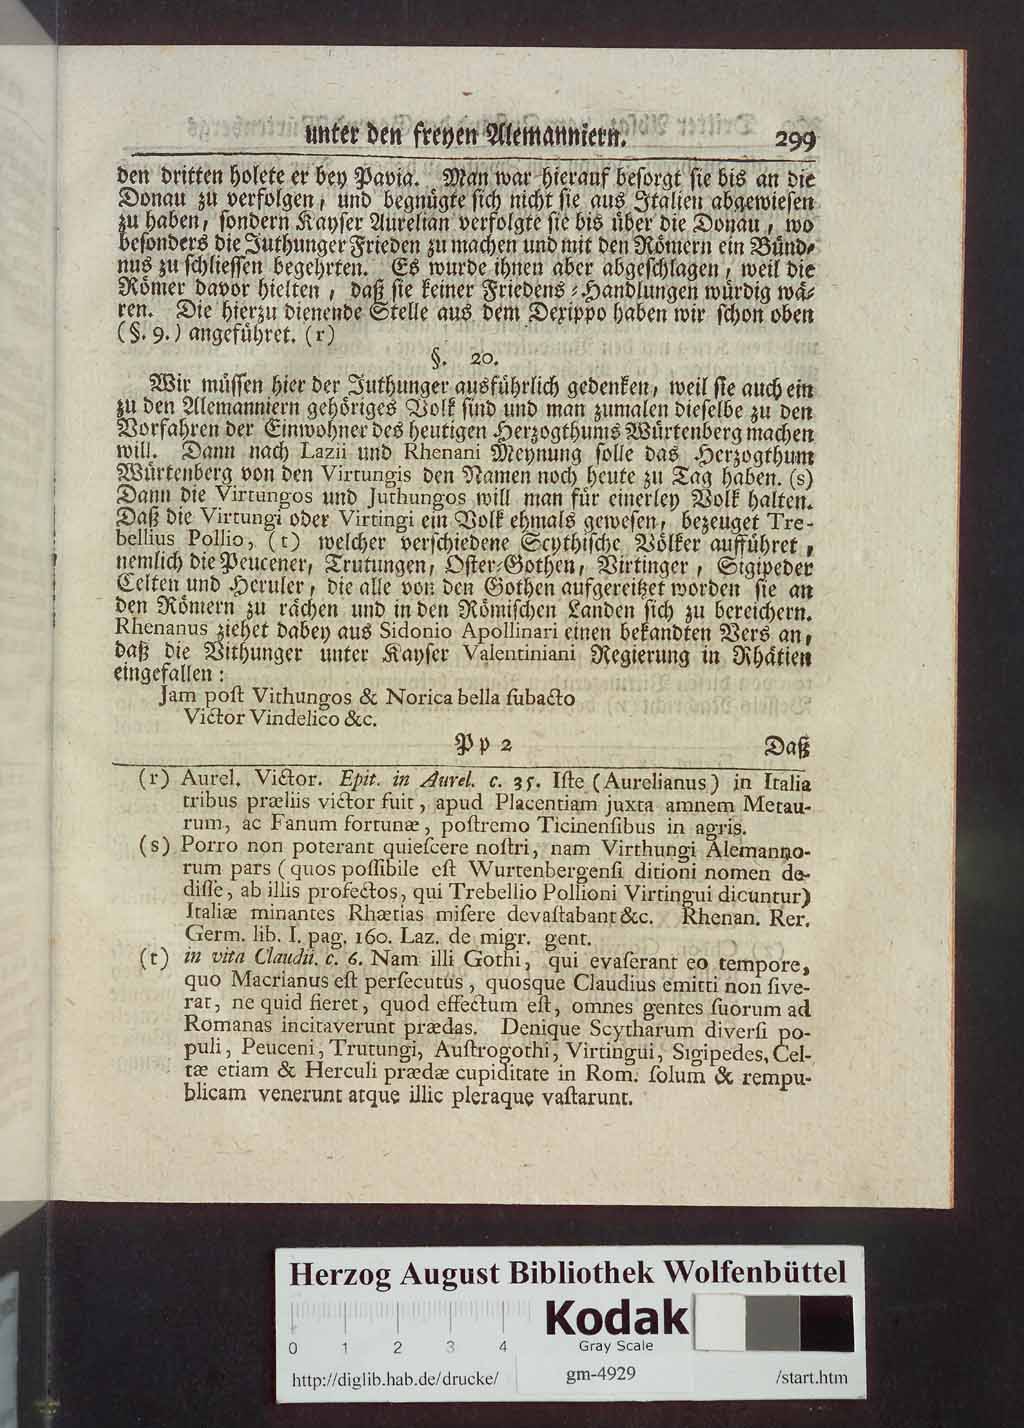 unter den freyen Alemanniern. 299
den dritten holete er bey Pavia. Man war hierauf besorgt sie bis an die
Donau zu verfolgen, und begnügte sich nicht sie aus Italien abgewiesen
zu haben, sondern Kayser Aurelian verfolgte sie bis über die Donau, wo
besonders die Juthunger Frieden zu machen und mit den Römern ein Bünd-
nus zu schliessen begehrten. Es wurde ihnen aber abgeschlagen, weil die
Römer davor hielten, daß sie keiner Friedens-Handlungen würdig wä-
ren. Die hierzu dienende Stelle aus dem Dexippo haben wir schon oben
(§. 9.) angeführet. (r)
§. 20.
Wir müssen hier der Juthunger ausführlich gedenken, weil sie auch ein
zu den Alemanniern gehöriges Volk sind und man zumalen dieselbe zu den
Vorfahren der Einwohner des heutigen Herzogthums Würtenberg machen
will. Dann nach Lazii und Rhenani Meynung solle das Herzogthum
Würtenberg von den Virtungis den Namen noch heute zu Tag haben. (s)
Dann die Virtungos und Juthungos will man für einerley Volk halten.
Daß die Virtungi oder Virtingi ein Volk ehmals gewesen, bezeuget Tre-
bellius Pollio, (t) welcher verschiedene Scythische Völker aufführet,
nemlich die Peucener, Trutungen, Oster-Gothen, Virtinger, Sigipeder
Celten und Heruler, die alle von den Gothen aufgereitzet worden sie an
den Römern zu rächen und in den Römischen Landen sich zu bereichern.
Rhenanus ziehet dabey aus Sidonio Apollinari einen bekandten Vers an,
daß die Vithunger unter Kayser Valentiniani Regierung in Rhätien
eingefallen:
Jam poſt Vithungos & Norica bella ſubacto
Victor Vindelico &c.
Pp 2 Daß
(r) Aurel. Victor. Epit. in Aurel. c. 35. Iſte (Aurelianus) in Italia
tribus præliis victor fuit, apud Placentiam juxta amnem Metau-
rum, ac Fanum fortunæ, poſtremo Ticinenſibus in agris.
(s) Porro non poterant quieſcere noſtri, nam Virthungi Alemanno-
rum pars (quos poſſibile eſt Wurtenbergenſi ditioni nomen de-
diſſe, ab illis profectos, qui Trebellio Pollioni Virtingui dicuntur)
Italiæ minantes Rhætias miſere devaſtabant &c. Rhenan. Rer.
Germ. lib. I. pag. 160. Laz. de migr. gent.
(t) in vita Claudii. c. 6. Nam illi Gothi, qui evaſerant eo tempore,
quo Macrianus eſt perſecutus, quosque Claudius emitti non ſive-
rat, ne quid fieret, quod effectum eſt, omnes gentes ſuorum ad
Romanas incitaverunt prædas. Denique Scytharum diverſi po-
puli, Peuceni, Trutungi, Auſtrogothi, Virtingui, Sigipedes, Cel-
tæ etiam & Herculi prædæ cupiditate in Rom. ſolum & rempu-
blicam venerunt atque illic pleraque vaſtarunt.
Herzog August Bibliothek Wolfenbüttel
Kodak
Gray Scale
0 1 2 3 4
http://diglib.hab.de/drucke/ gm-4929 /start.htm